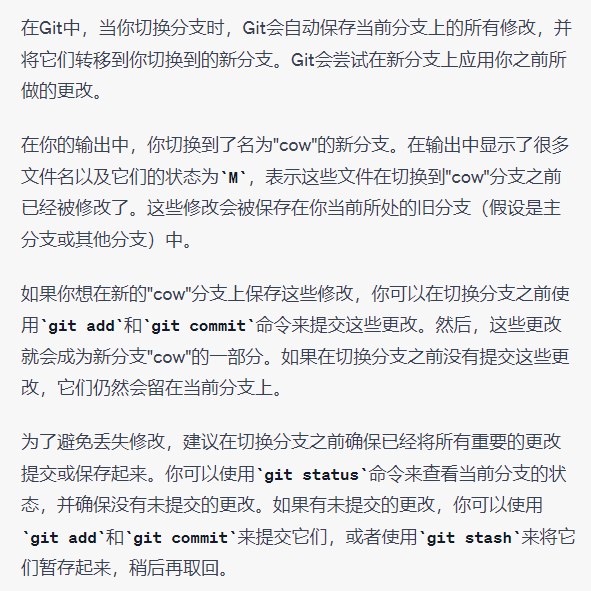 在Git中，当你切换分支时，Git会自动保存当前分支上的所有修改，并
将它们转移到你切换到的新分支。Git会尝试在新分支上应用你之前所
做的更改。
在你的输出中，你切换到了名为"cow"的新分支。在输出中显示了很多
文件名以及它们的状态为`M`，表示这些文件在切换到"cow"分支之前
已经被修改了。这些修改会被保存在你当前所处的旧分支（假设是主
分支或其他分支）中。
如果你想在新的"cow"分支上保存这些修改，你可以在切换分支之前使
用`git add`和`git commit`命令来提交这些更改。然后，这些更改
就会成为新分支"cow"的一部分。如果在切换分支之前没有提交这些更
改，它们仍然会留在当前分支上。
为了避免丢失修改，建议在切换分支之前确保已经将所有重要的更改
提交或保存起来。你可以使用`git status`命令来查看当前分支的状
态，并确保没有未提交的更改。如果有未提交的更改，你可以使用
`git add`和`git commit`来提交它们，或者使用`git stash`来将它
们暂存起来，稍后再取回。